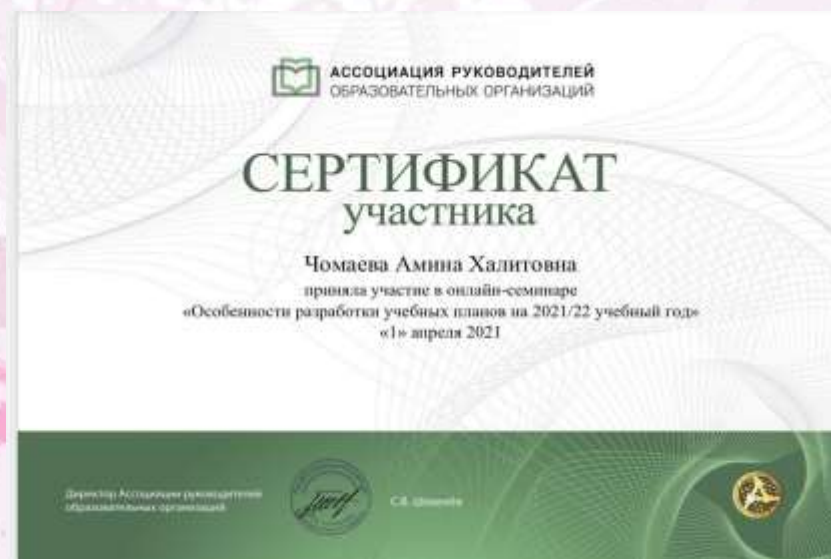 АССОЦИАЦИЯ РУКОВОДИТЕЛЕЙ
ОБРАЗОВАТЕЛЬНЫХ ОРГАНИЗАЦИЙ
СЕРТИФИКАТ
участника
Чомаева Амина Халитовна
приняла участие в онлайн-семинаре
«Особенности разработки учебных планов на 2021/22 учебный год»
«1» апреля 2021
Директор Ассоциации руководителей
образовательных организаций
С.В.